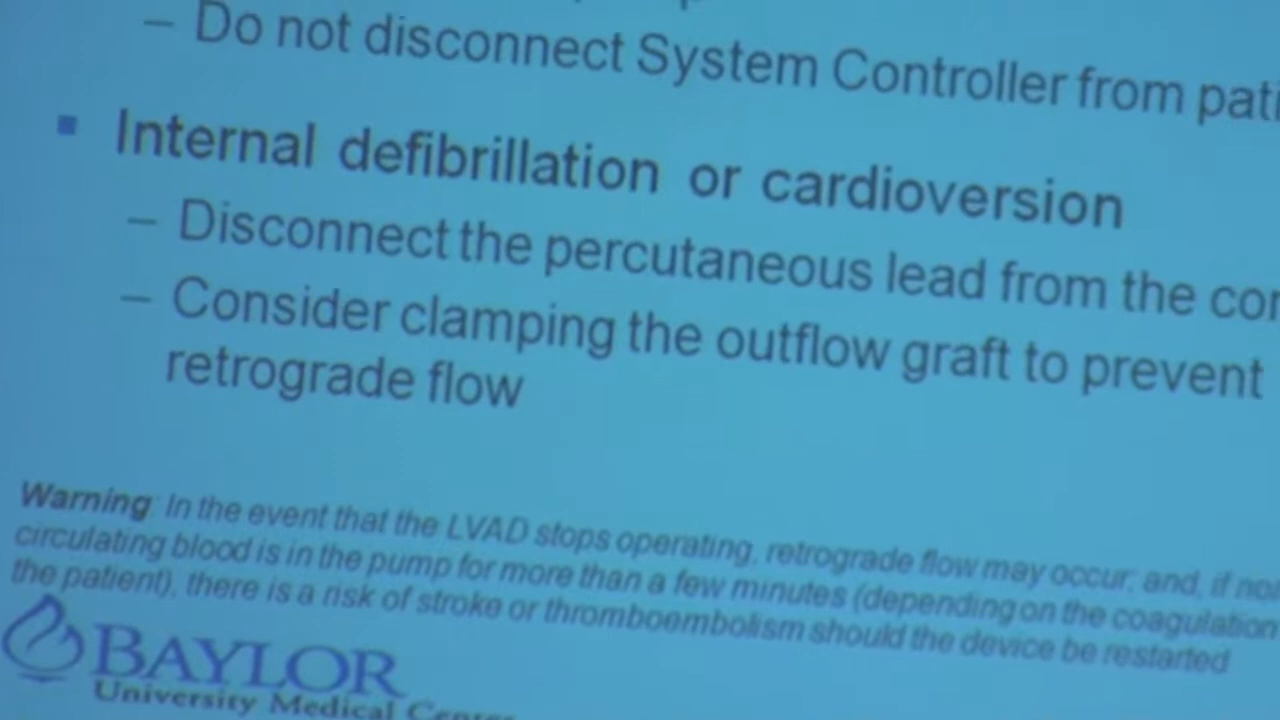 – Do not disconnect System Controller from
▪ Internal defibrillation or cardioversion
– Disconnect the percutaneous lead from the
– Consider clamping the outflow graft to prevent
retrograde flow
Warning: In the event that the LVAD stops operating, retrograde flow may occur; and, if
circulating blood is in the pump for more than a few minutes (depending on the coagulation
the patient), there is a risk of stroke or thromboembolism should the device be restarted
BAYLOR
University Medical